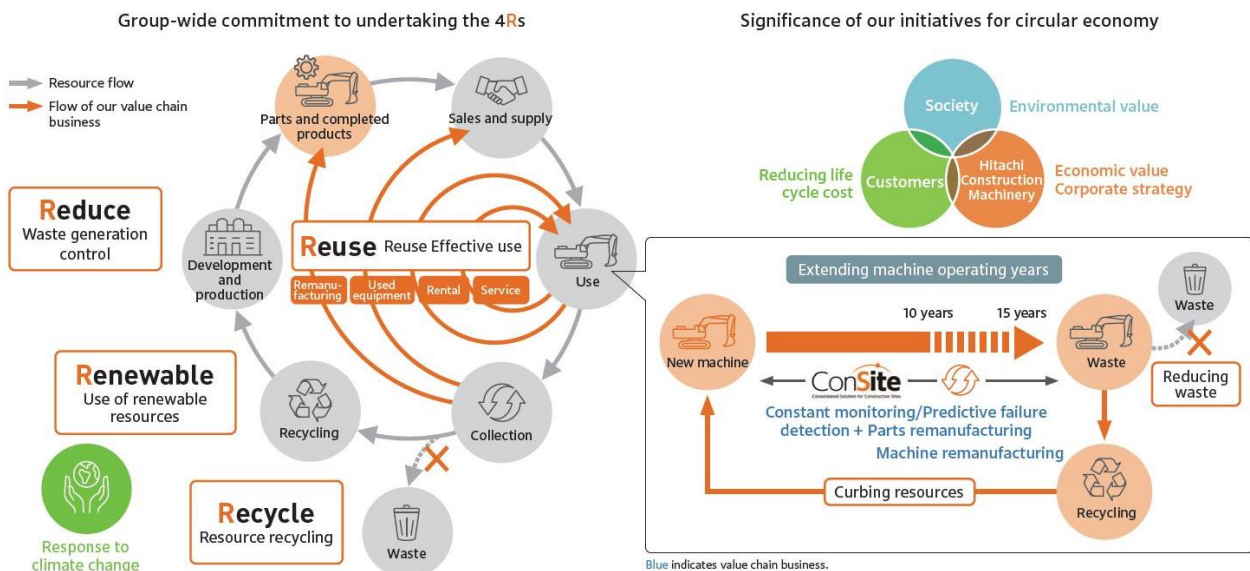 Group-wide commitment to undertaking the 4Rs
Resource flow
Flow of our value chain
business
Parts and completed
products
Sales and supply
Reduce
Waste generation
control
Development
and
production
Reuse Reuse Effective use
Remanu-
facturing
Used
equipment
Rental
Service
Use
Renewable
Use of renewable
resources
Recycling
Collection
Recycle
Resource recycling
Waste
Response to
climate change
Significance of our initiatives for circular economy
Society
Environmental value
Reducing life
cycle cost
Customers
Hitachi
Construction
Machinery
Economic value
Corporate strategy
Extending machine operating years
10 years
15 years
New machine
Waste
Waste
Reducing
waste
ConSite
Consolidated Solution for Construction Sites
Constant monitoring/Predictive failure
detection + Parts remanufacturing
Machine remanufacturing
Curbing resources
Recycling
Blue indicates value chain business.